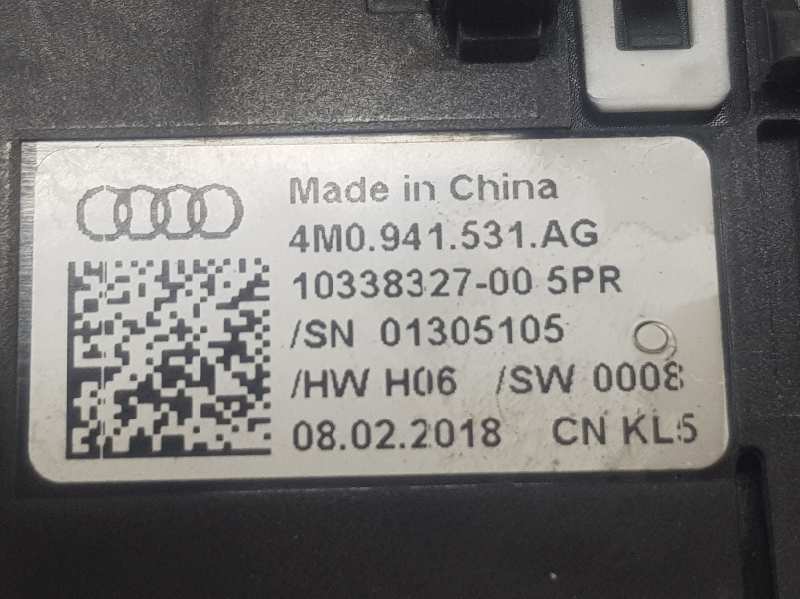 Made in China
4M0.941.531.AG
10338327-00 5PR
/SN 01305105
/HW H06 /SW 0008
08.02.2018 CN KL5